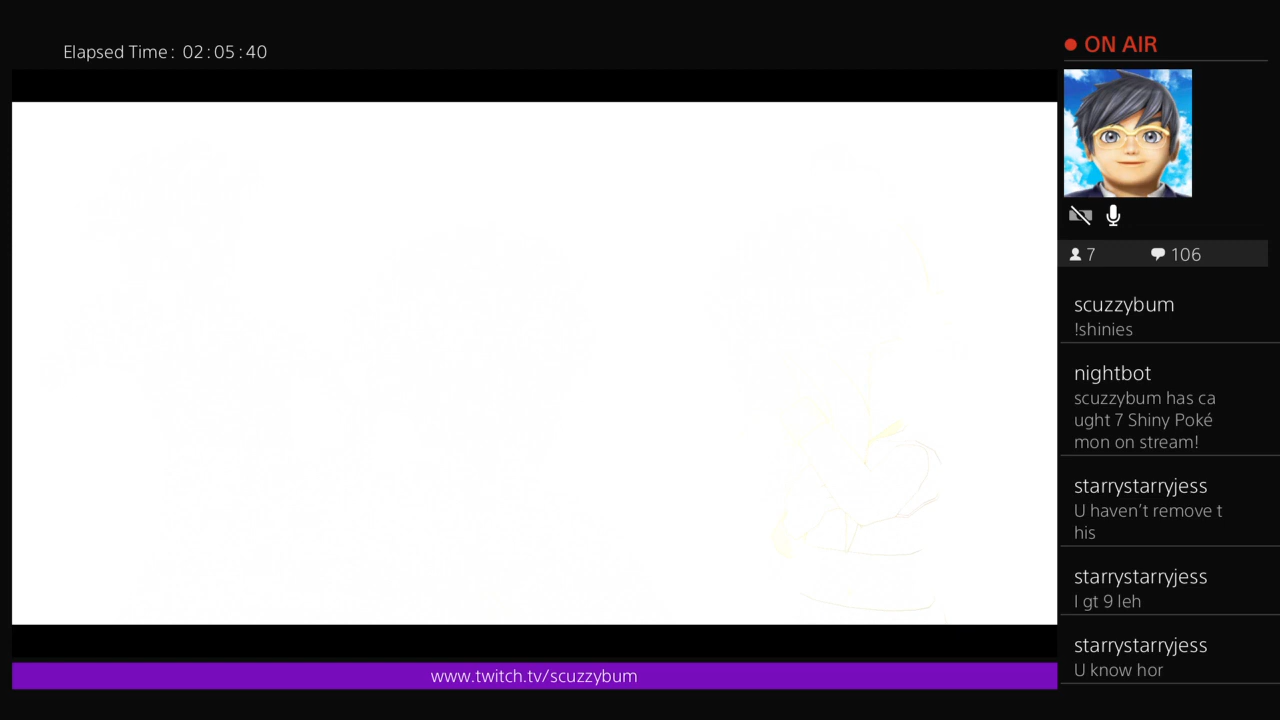 Elapsed Time: 02:05:40
ON AIR
7 106
scuzzybum
!shinies
nightbot
scuzzybum has ca
ught 7 Shiny Poké
mon on stream!
starrystarryjess
U haven't remove t
his
starrystarryjess
I gt 9 leh
starrystarryjess
U know hor
www.twitch.tv/scuzzybum